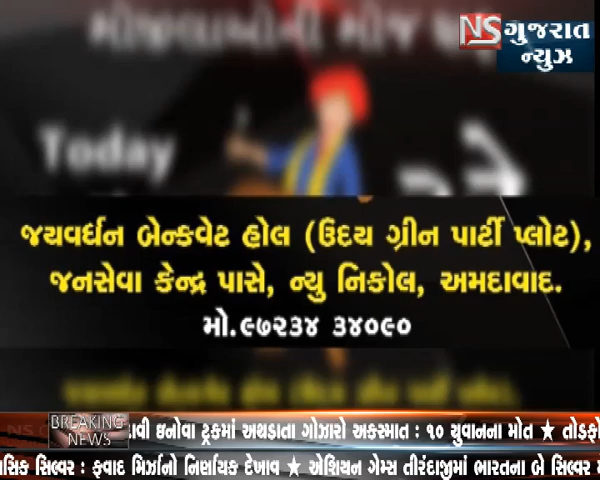 NS ગુજરાત
ન્યુઝ
Today
જયવર્ધન બેન્કવેટ હોલ (ઉદય ગ્રીન પાર્ટી પ્લોટ),
જનસેવા કેન્દ્ર પાસે, ન્યુ નિકોલ, અમદાવાદ.
મો.૯૭૨૩૪ ૩૪૦૯૦
BREAKING
NEWS
ઇનોવા ટ્રકમાં અથડાતા ગોઝારો અકસ્માત : ૧૦ યુવાનના મોત ★
સિલ્વર : ફવાદ મિર્ઝાનો નિર્ણાયક દેખાવ ★ એશિયન ગેમ્સ તીરંદાજીમાં ભારતના બે સિલ્વર